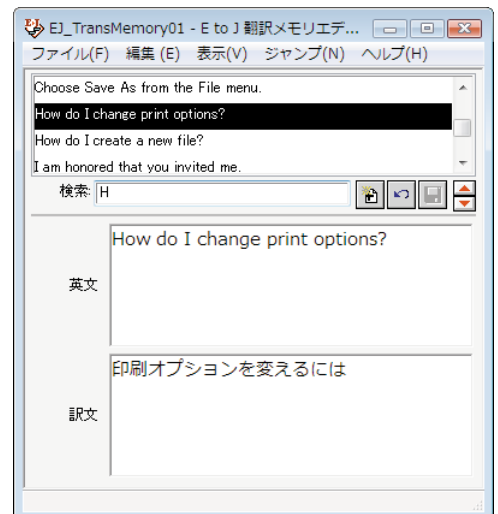 EJ_TransMemory01 - E to J 翻訳メモリエデ...
ファイル(F) 編集 (E) 表示(V) ジャンプ(N) ヘルプ(H)
Choose Save As from the File menu.
How do I change print options?
How do I create a new file?
I am honored that you invited me.
検索: H
How do I change print options?
英文
印刷オプションを変えるには
訳文